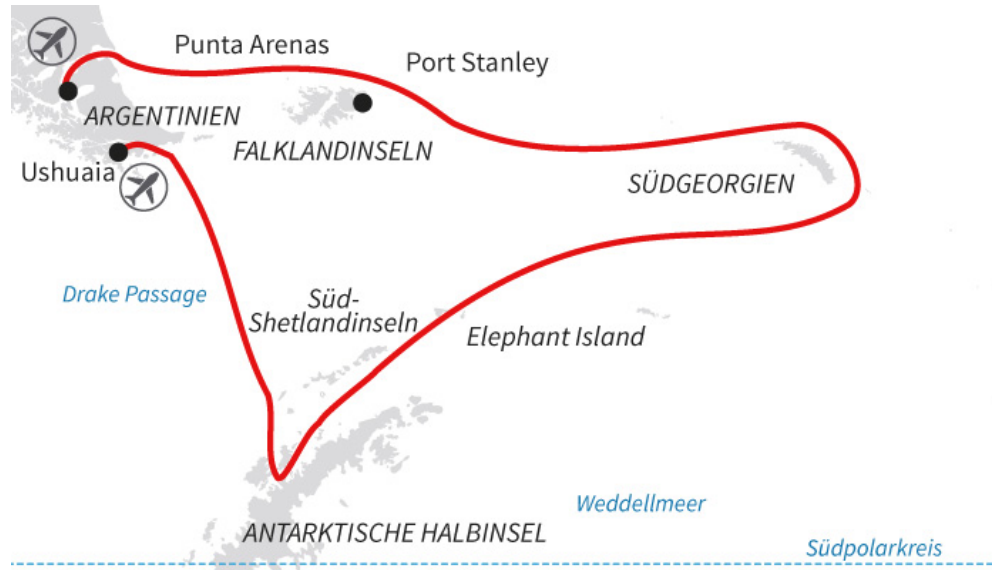 Punta Arenas
Port Stanley
ARGENTINIEN
FALKLANDINSELN
Ushuaia
SÜDGEORGIEN
Drake Passage
Süd-
Shetlandinseln
Elephant Island
Weddellmeer
ANTARKTISCHE HALBINSEL
Südpolarkreis